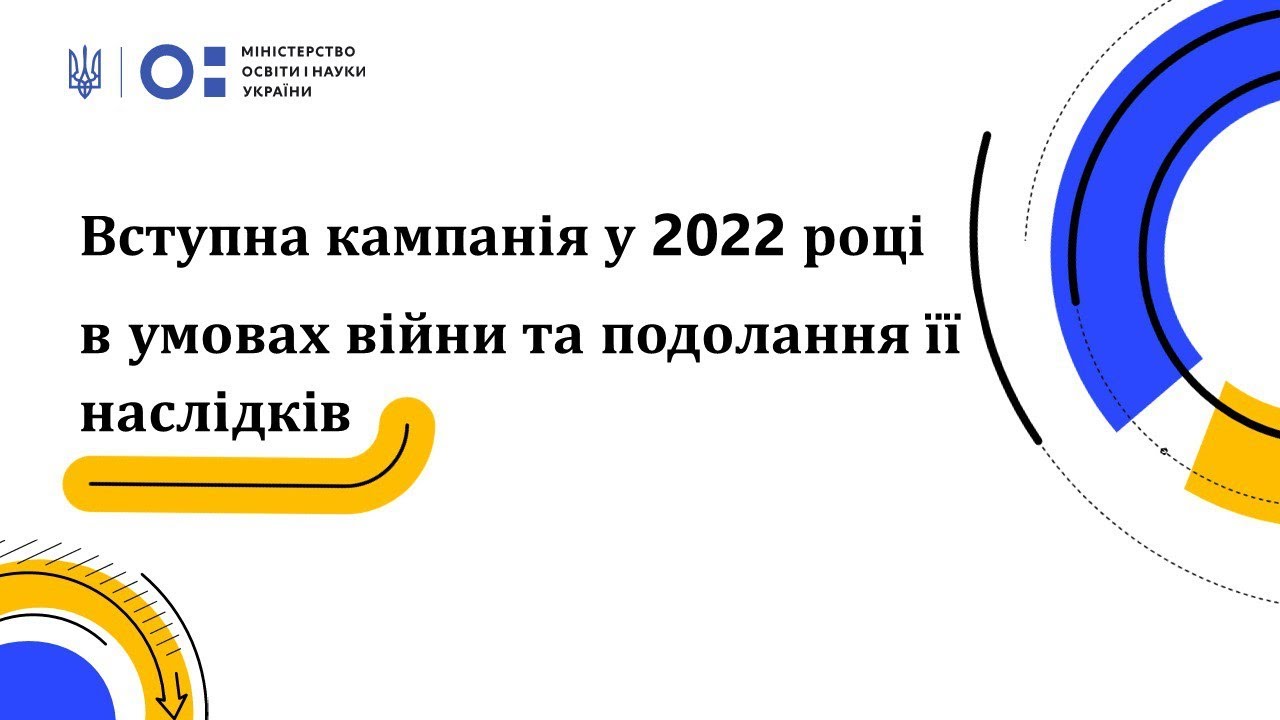 МІНІСТЕРСТВО
ОСВІТИ І НАУКИ
УКРАЇНИ
Вступна кампанія у 2022 році
в умовах війни та подолання її
наслідків